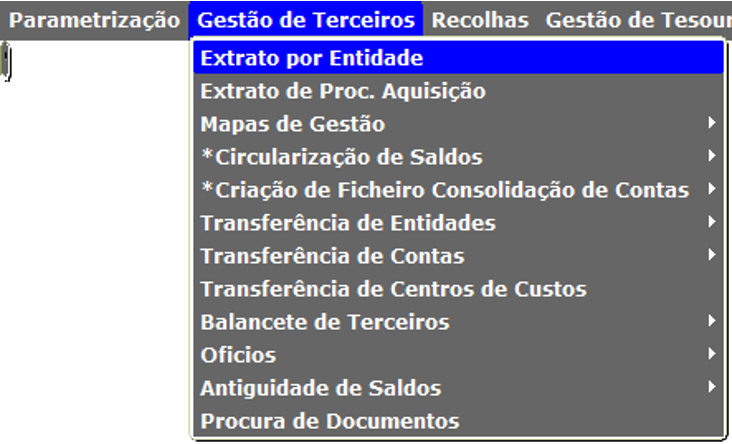 Parametrização Gestão de Terceiros Recolhas Gestão de Tesour
Extrato por Entidade
Extrato de Proc. Aquisição
Mapas de Gestão
*Circularização de Saldos
*Criação de Ficheiro Consolidação de Contas
Transferência de Entidades
Transferência de Contas
Transferência de Centros de Custos
Balancete de Terceiros
Oficios
Antiguidade de Saldos
Procura de Documentos